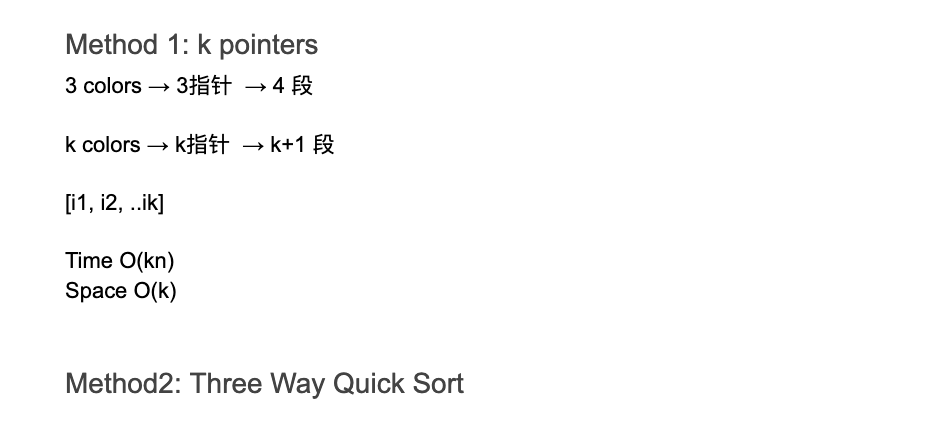 Method 1: k pointers
3 colors → 3指针 → 4 段
k colors → k指针 → k+1 段
[i1, i2, ..ik]
Time O(kn)
Space O(k)
Method2: Three Way Quick Sort